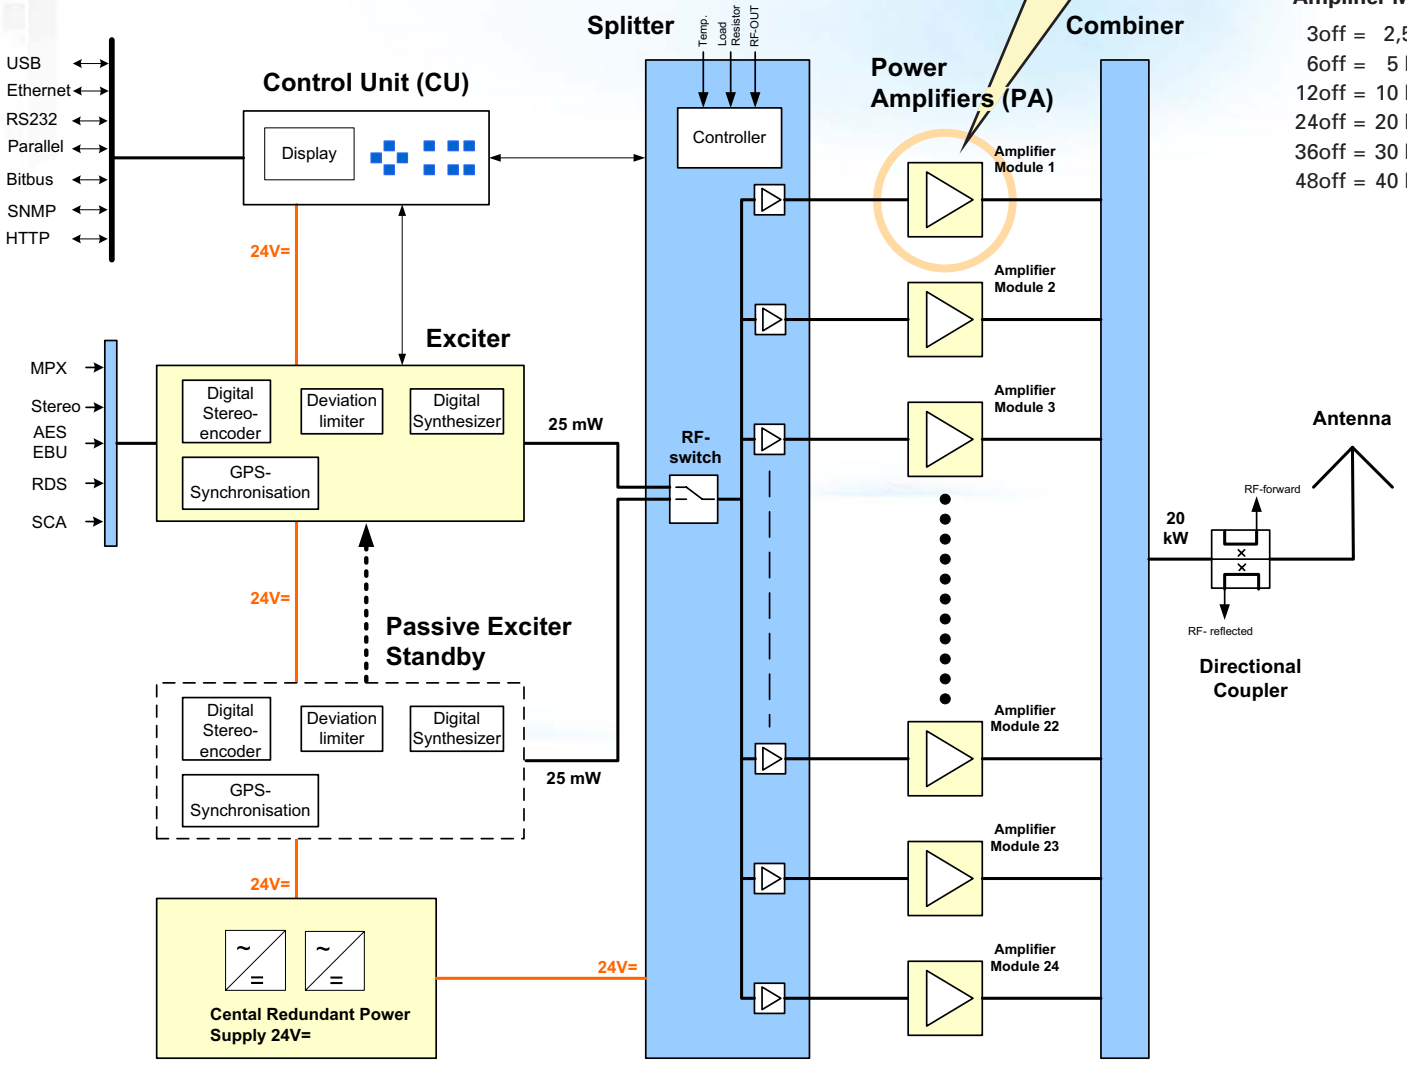 Splitter
Temp.
Load
Resistor
RF-OUT
Combiner
3off =
6off = 5
12off = 10
24off = 20
36off = 30
48off = 40
USB
Ethernet
RS232
Parallel
Bitbus
SNMP
HTTP
Control Unit (CU)
Display
Controller
Power
Amplifiers (PA)
Amplifier
Module 1
24V=
Amplifier
Module 2
Exciter
MPX
Stereo
AES
EBU
RDS
SCA
Digital
Stereo-
encoder
Deviation
limiter
Digital
Synthesizer
GPS-
Synchronisation
25 mW
RF-
switch
Amplifier
Module 3
Antenna
RF-forward
20
kW
RF- reflected
Directional
Coupler
24V=
Passive Exciter
Standby
Digital
Stereo-
encoder
Deviation
limiter
Digital
Synthesizer
GPS-
Synchronisation
25 mW
Amplifier
Module 22
Amplifier
Module 23
24V=
~
=
~
=
Cental Redundant Power
Supply 24V=
24V=
Amplifier
Module 24